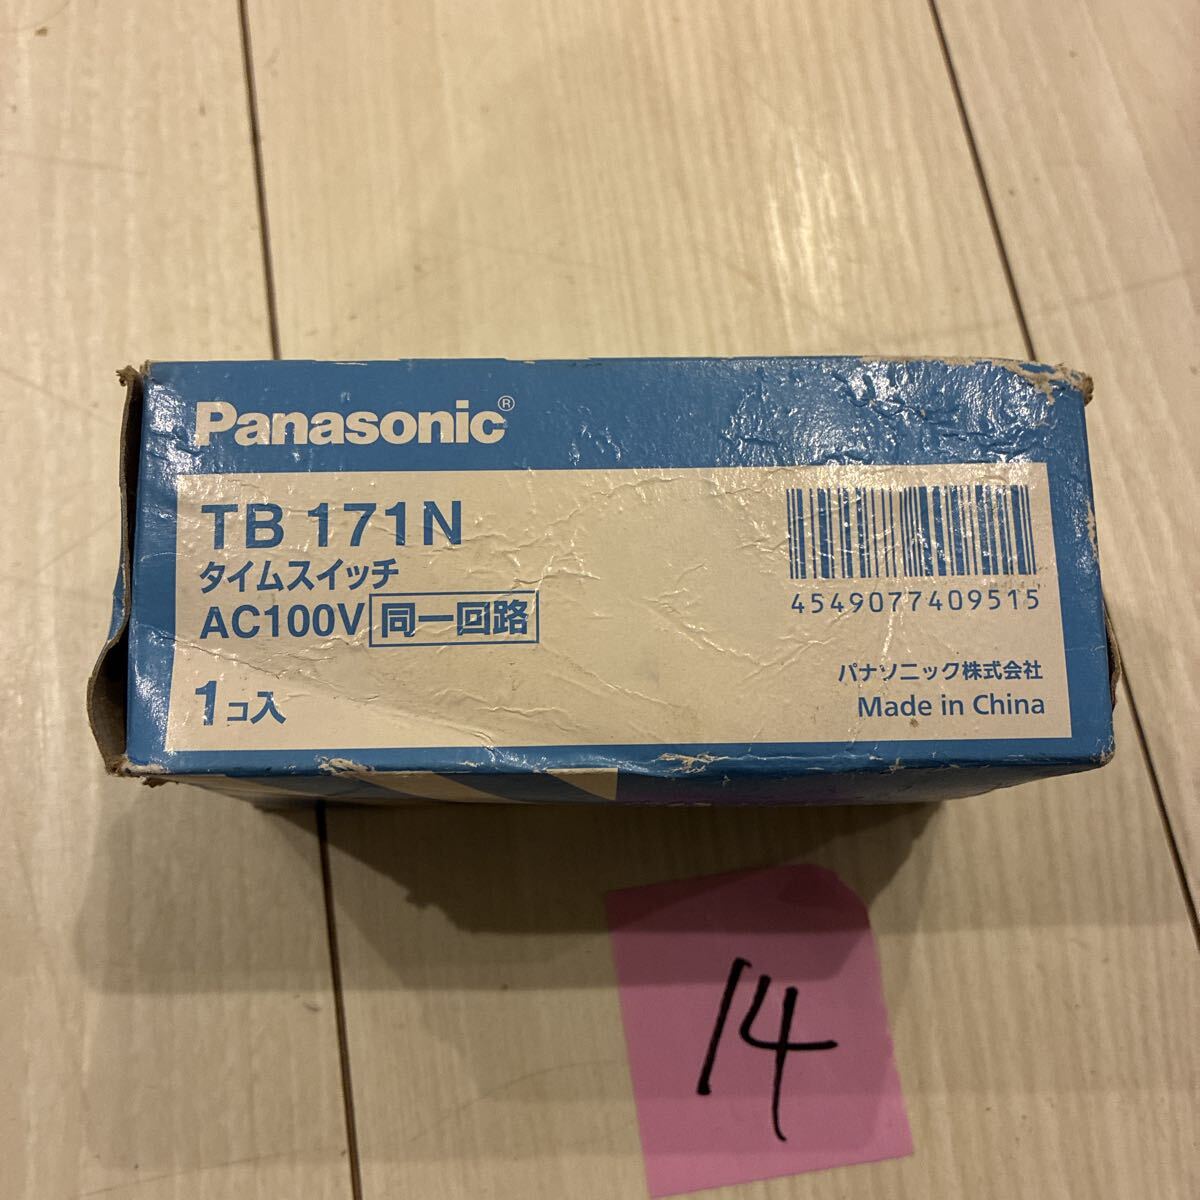 Panasonic®
TB 171N
タイムスイッチ
AC100V 同一回路
1コ入
4549077409515
パナソニック株式会社
Made in China
14